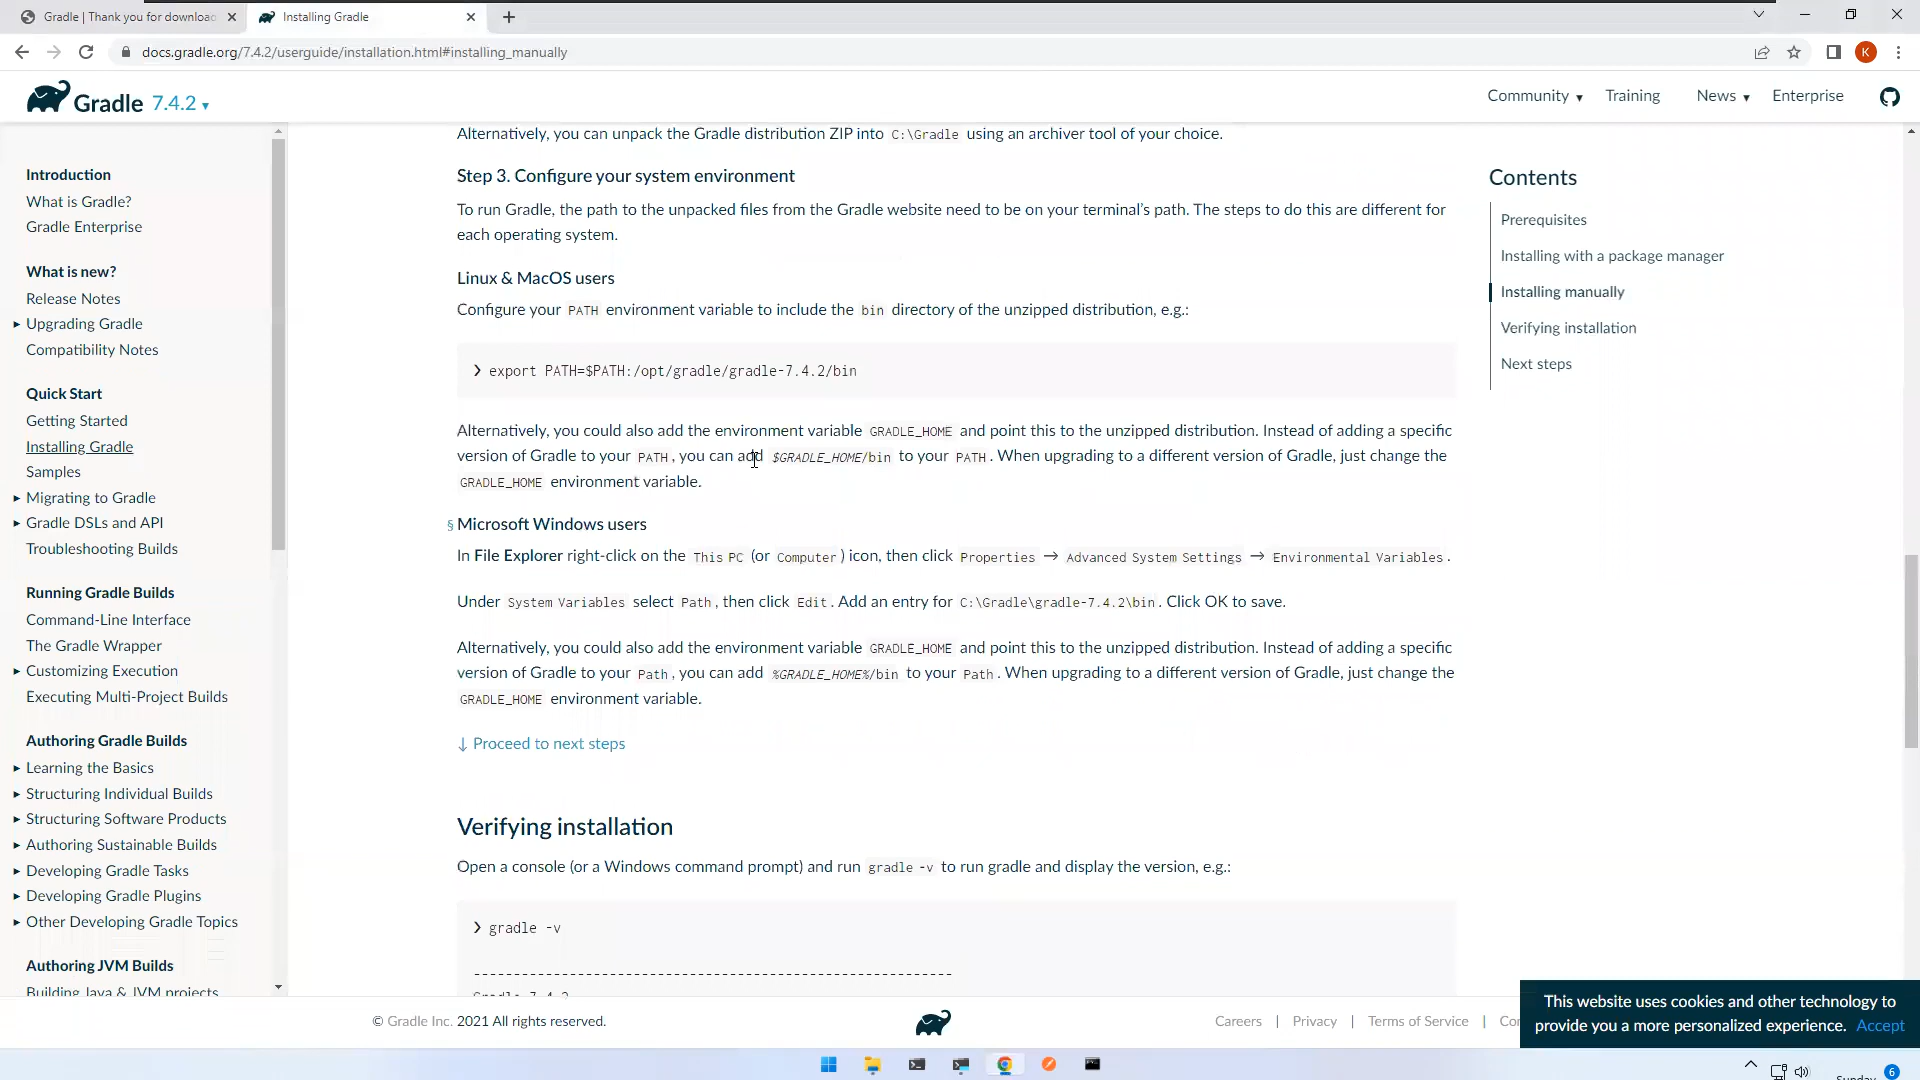 Gradle | Thank you for downloa
Installing Gradle
docs.gradle.org/7.4.2/userguide/installation.html#installing_manually
K
Gradle 7.4.2
Community
Training
News
Enterprise
Introduction
What is Gradle?
Gradle Enterprise
What is new?
Release Notes
Upgrading Gradle
Compatibility Notes
Quick Start
Getting Started
Installing Gradle
Samples
Migrating to Gradle
Gradle DSLs and API
Troubleshooting Builds
Running Gradle Builds
Command-Line Interface
The Gradle Wrapper
Customizing Execution
Executing Multi-Project Builds
Authoring Gradle Builds
Learning the Basics
Structuring Individual Builds
Structuring Software Products
Authoring Sustainable Builds
Developing Gradle Tasks
Developing Gradle Plugins
Other Developing Gradle Topics
Authoring JVM Builds
Building Java & JVM projects
Alternatively, you can unpack the Gradle distribution ZIP into C:\Gradle using an archiver tool of your choice.
Step 3. Configure your system environment
To run Gradle, the path to the unpacked files from the Gradle website need to be on your terminal's path. The steps to do this are different for
each operating system.
Linux & MacOS users
Configure your PATH environment variable to include the bin directory of the unzipped distribution, e.g.:
❯ export PATH=$PATH:/opt/gradle/gradle-7.4.2/bin
Alternatively, you could also add the environment variable GRADLE_HOME and point this to the unzipped distribution. Instead of adding a specific
version of Gradle to your PATH, you can add $GRADLE_HOME/bin to your PATH. When upgrading to a different version of Gradle, just change the
GRADLE_HOME environment variable.
§ Microsoft Windows users
In File Explorer right-click on the This PC (or Computer) icon, then click Properties → Advanced System Settings → Environmental Variables.
Under System Variables select Path, then click Edit. Add an entry for C:\Gradle\gradle-7.4.2\bin. Click OK to save.
Alternatively, you could also add the environment variable GRADLE_HOME and point this to the unzipped distribution. Instead of adding a specific
version of Gradle to your Path, you can add %GRADLE_HOME%/bin to your Path. When upgrading to a different version of Gradle, just change the
GRADLE_HOME environment variable.
↓ Proceed to next steps
Verifying installation
Open a console (or a Windows command prompt) and run gradle -v to run gradle and display the version, e.g.:
❯ gradle -v
------------------------------------------------------------
Gradle 7.4.2
Contents
Prerequisites
Installing with a package manager
Installing manually
Verifying installation
Next steps
© Gradle Inc. 2021 All rights reserved.
Careers | Privacy | Terms of Service | Co
This website uses cookies and other technology to
provide you a more personalized experience. Accept
Sunday
6